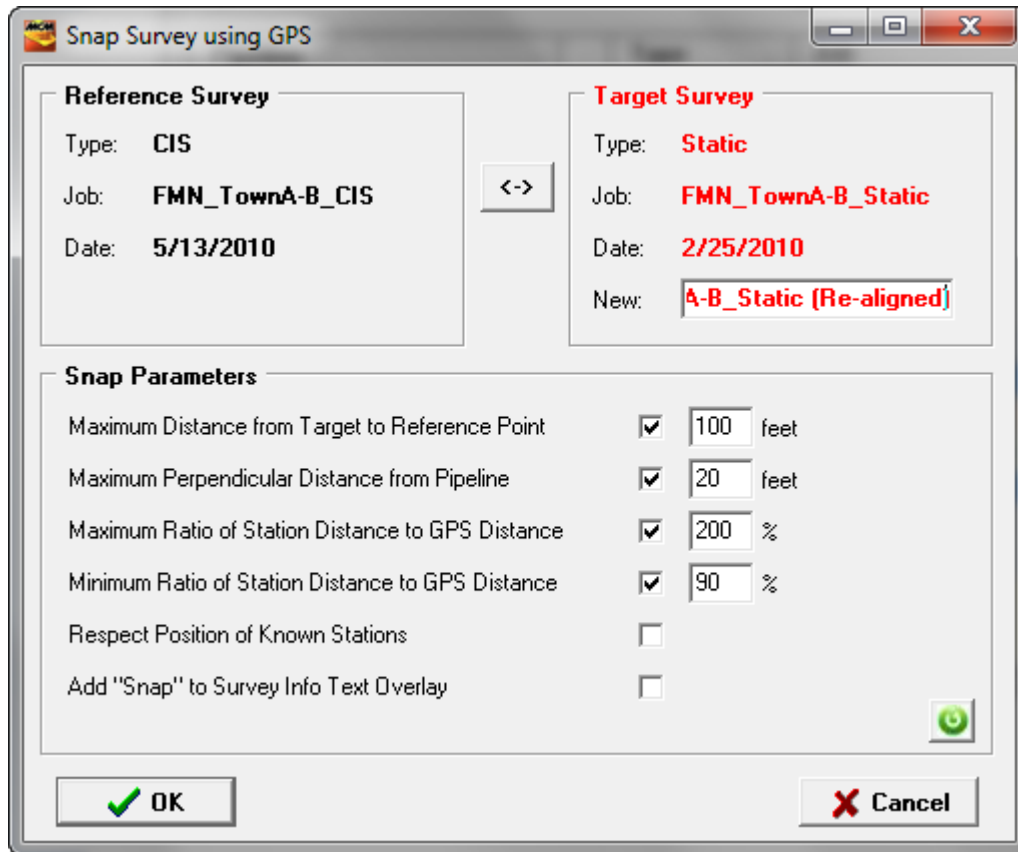 Snap Survey using GPS
Reference Survey
Type: CIS
Job: FMN_TownA-B_CIS
Date: 5/13/2010
<->
Target Survey
Type: Static
Job: FMN_TownA-B_Static
Date: 2/25/2010
New: A-B_Static (Re-aligned)
Snap Parameters
Maximum Distance from Target to Reference Point 100 feet
Maximum Perpendicular Distance from Pipeline 20 feet
Maximum Ratio of Station Distance to GPS Distance 200 %
Minimum Ratio of Station Distance to GPS Distance 90 %
Respect Position of Known Stations
Add "Snap" to Survey Info Text Overlay
OK
Cancel